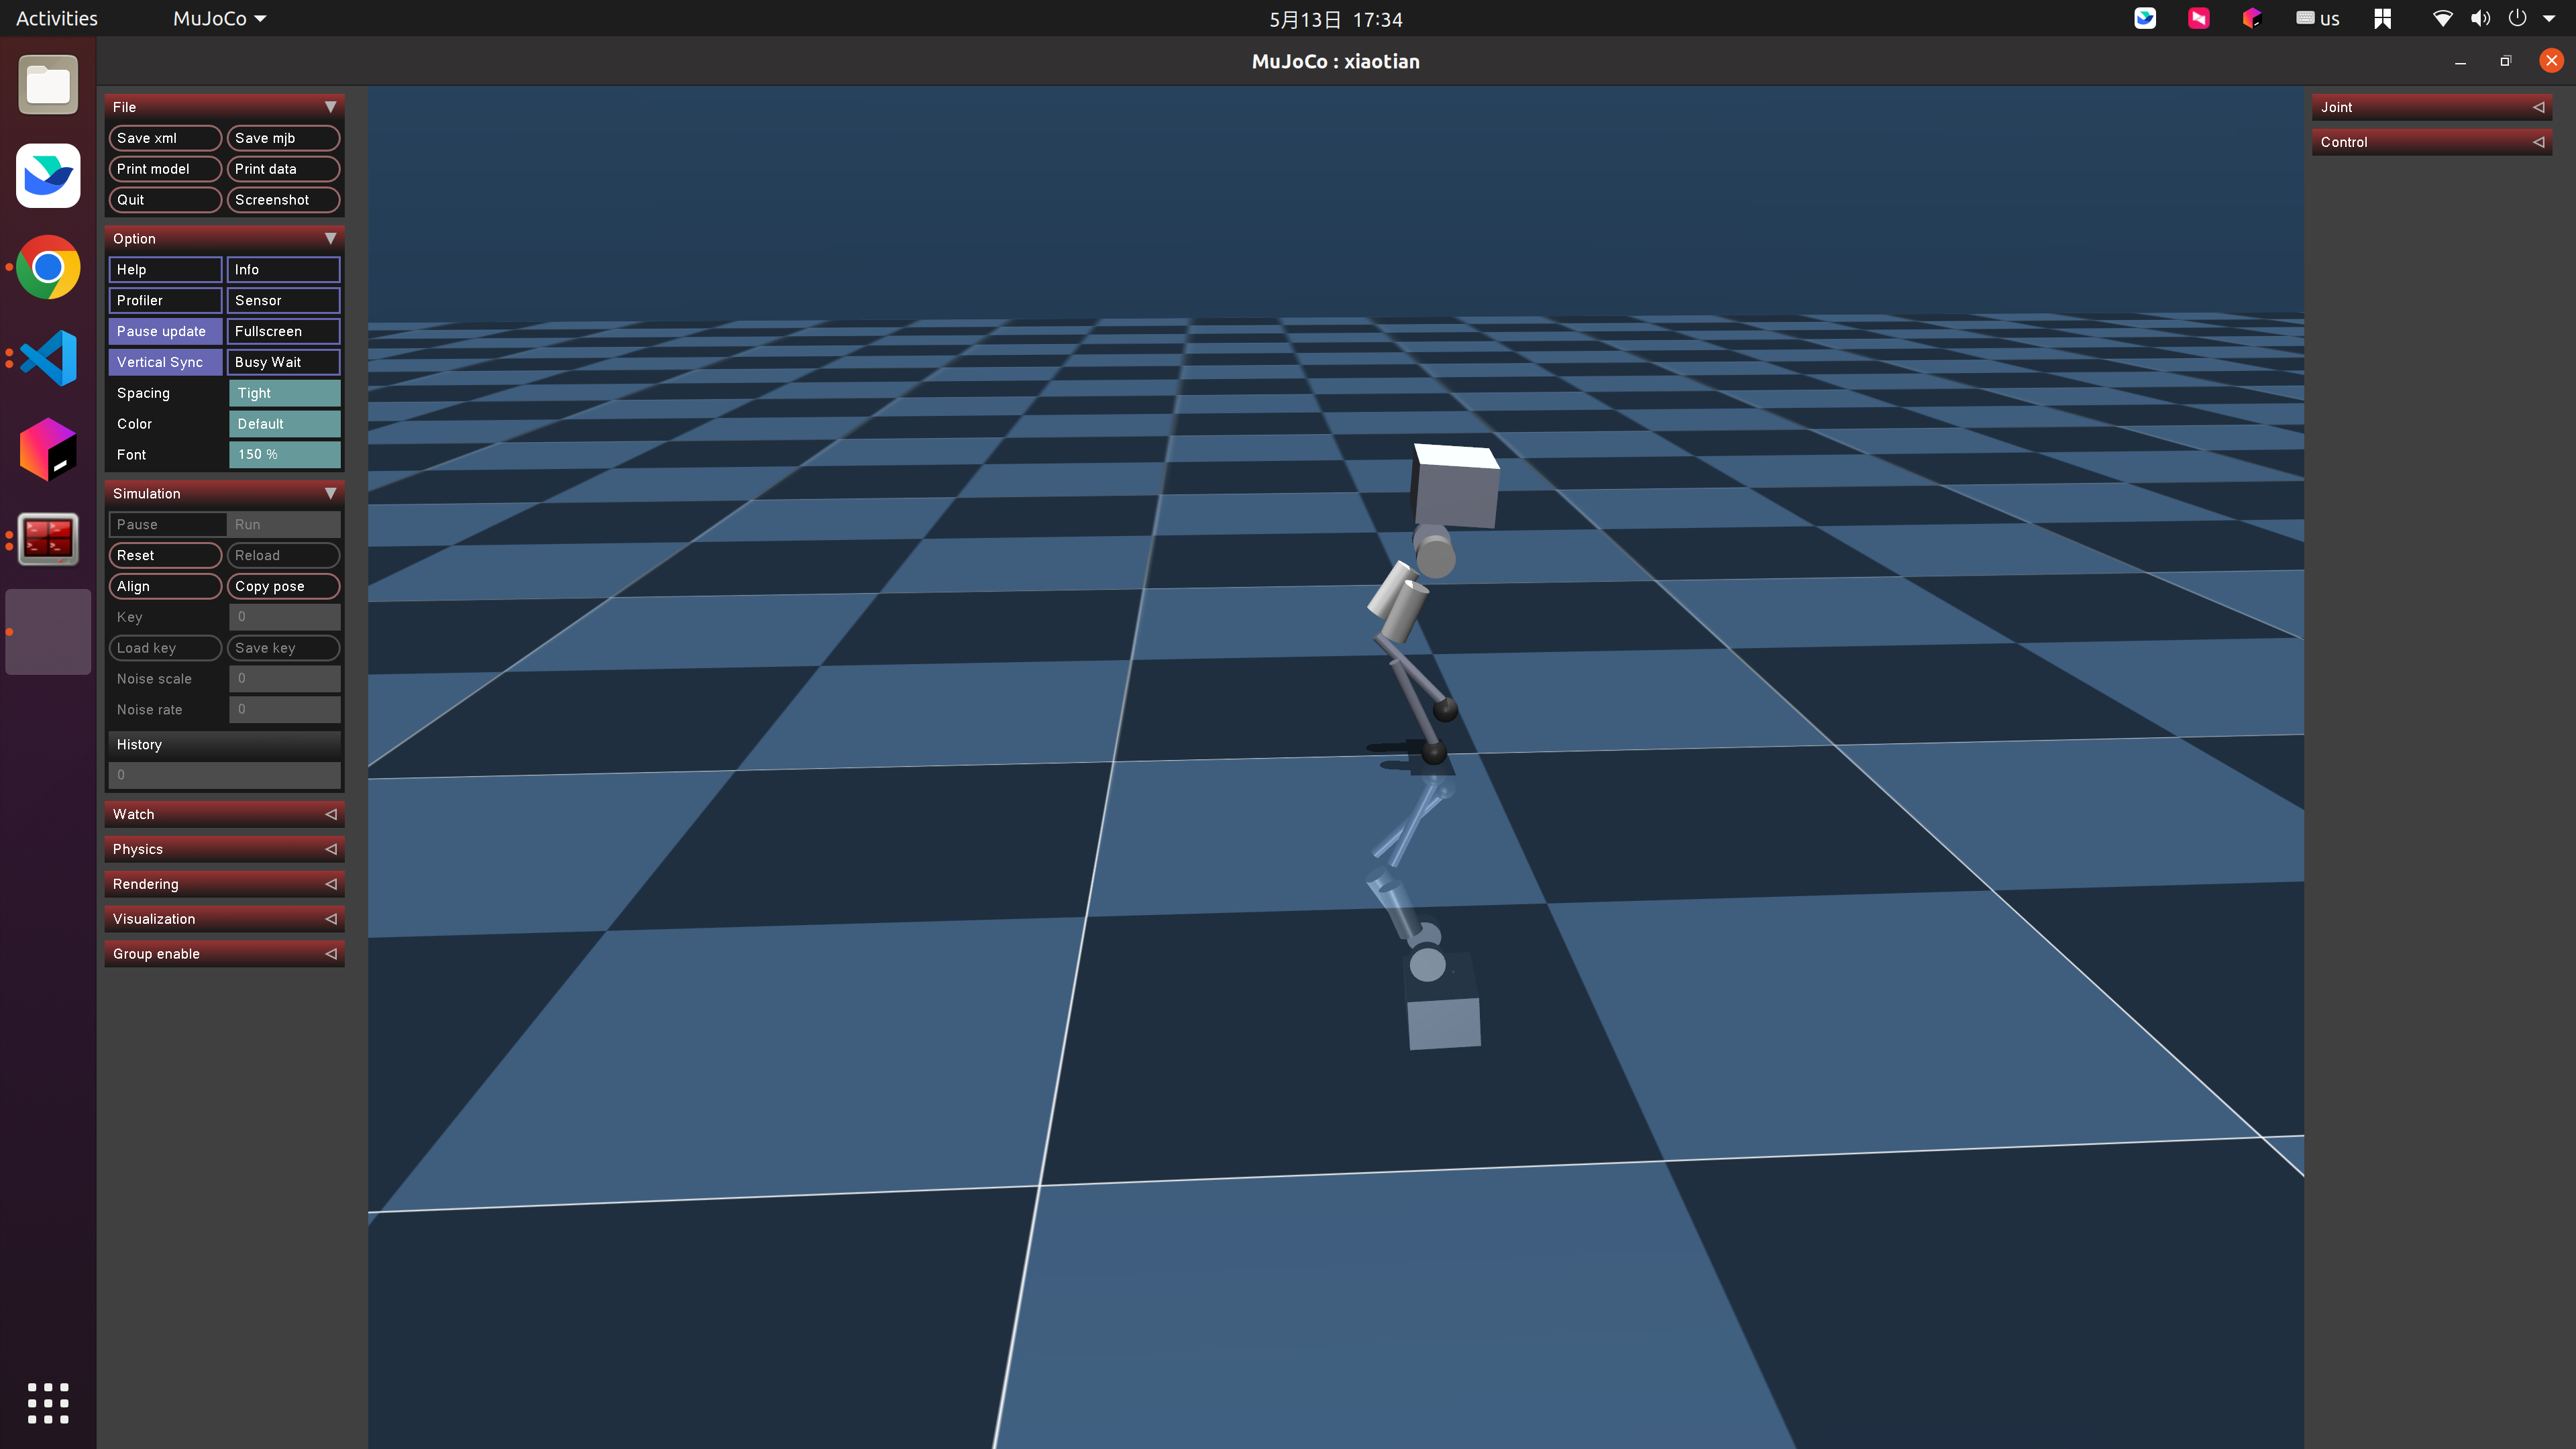 Activities
MuJoCo
5月13日 17:34
us
MuJoCo : xiaotian
File
Save xml
Save mjb
Print model
Print data
Quit
Screenshot
Option
Help
Info
Profiler
Sensor
Pause update
Fullscreen
Vertical Sync
Busy Wait
Spacing
Tight
Color
Default
Font
150 %
Simulation
Pause
Run
Reset
Reload
Align
Copy pose
Key
0
Load key
Save key
Noise scale
0
Noise rate
0
History
0
Watch
Physics
Rendering
Visualization
Group enable
Joint
Control